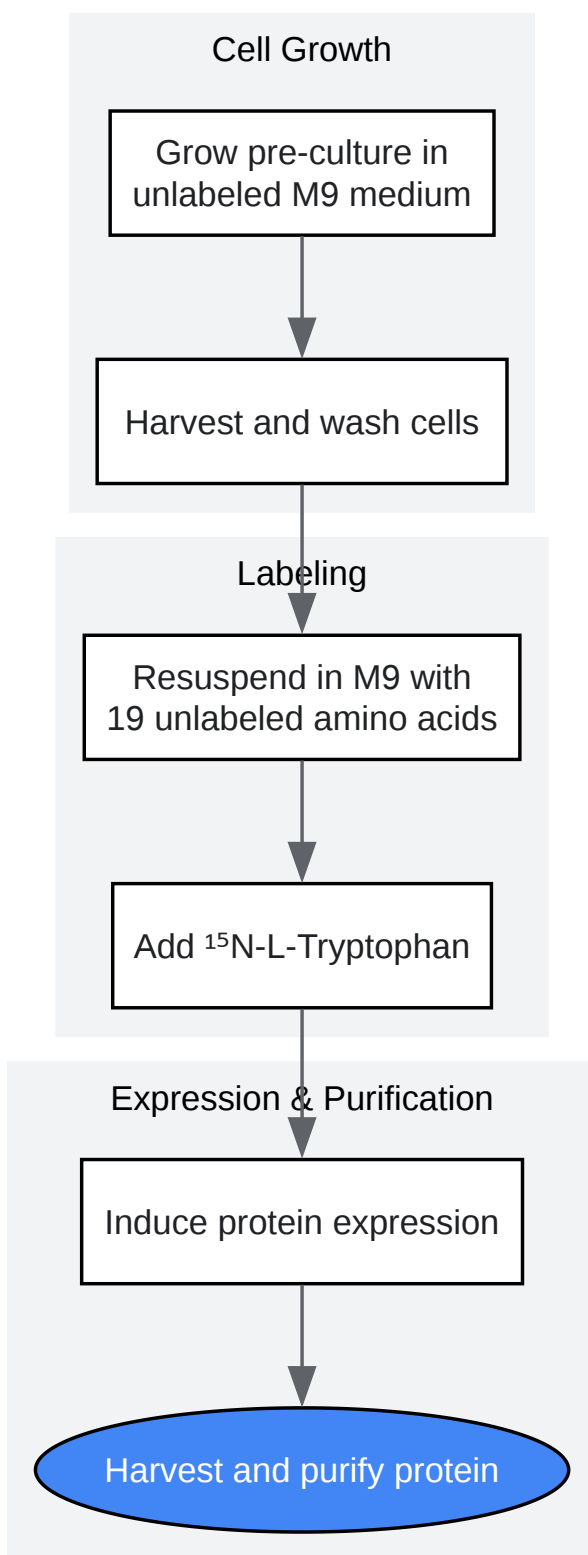 Cell Growth
Grow pre-culture in
unlabeled M9 medium
Harvest and wash cells
Labeling
Resuspend in M9 with
19 unlabeled amino acids
Add ¹⁵N-L-Tryptophan
Expression & Purification
Induce protein expression
Harvest and purify protein